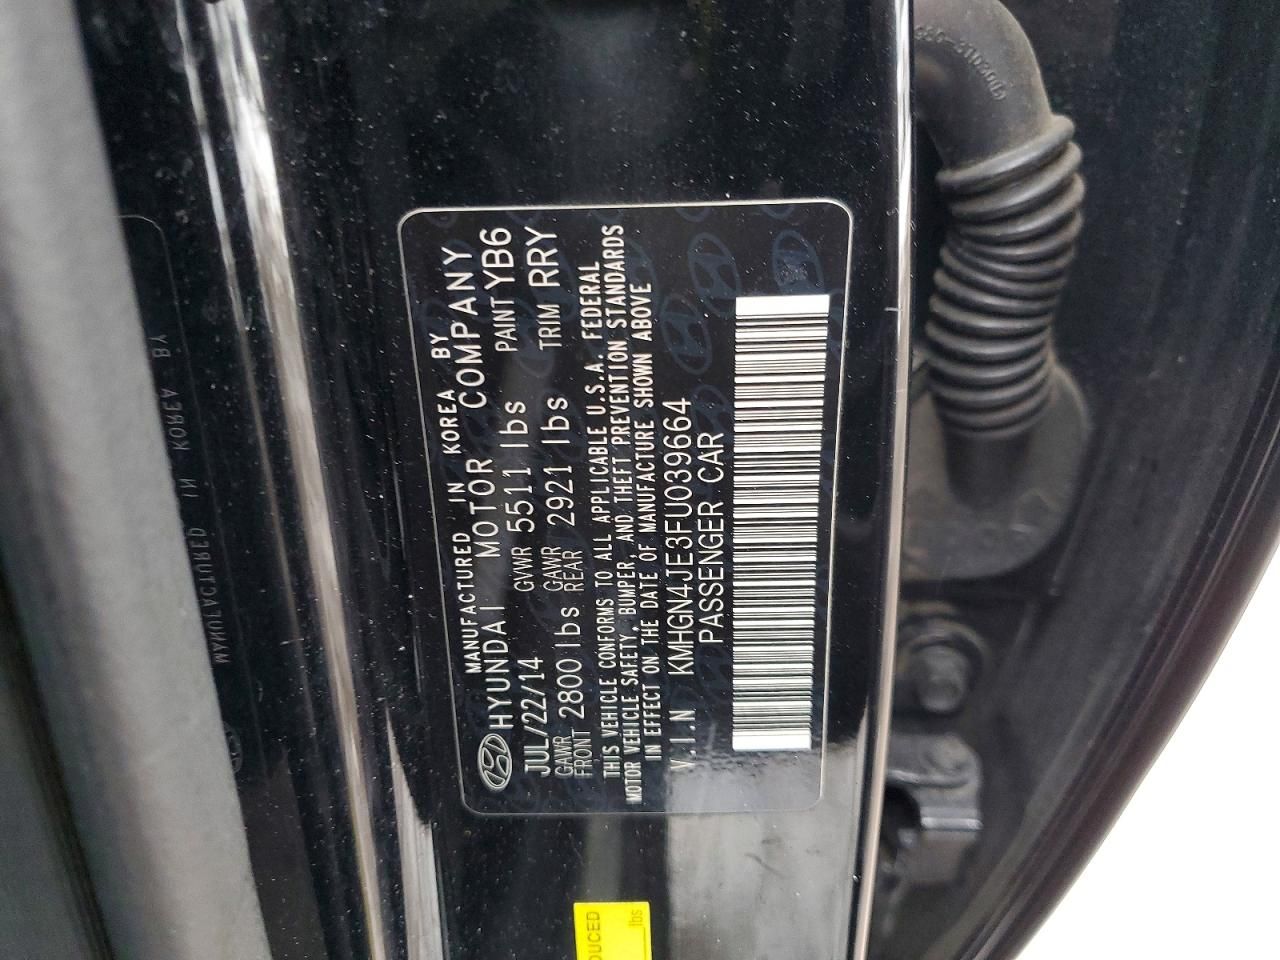 MANUFACTURED IN KOREA BY
HYUNDAI MOTOR COMPANY
JUL/22/14 GVWR 5511 lbs PAINT YB6
GAWR FRONT 2800 lbs GAWR REAR 2921 lbs TRIM RRY
THIS VEHICLE CONFORMS TO ALL APPLICABLE U.S.A. FEDERAL
MOTOR VEHICLE SAFETY, BUMPER, AND THEFT PREVENTION STANDARDS
IN EFFECT ON THE DATE OF MANUFACTURE SHOWN ABOVE
V.I.N KMHGN4JE3FU039664
PASSENGER CAR
DUCED
lbs
MANUFACTURED IN KOREA BY